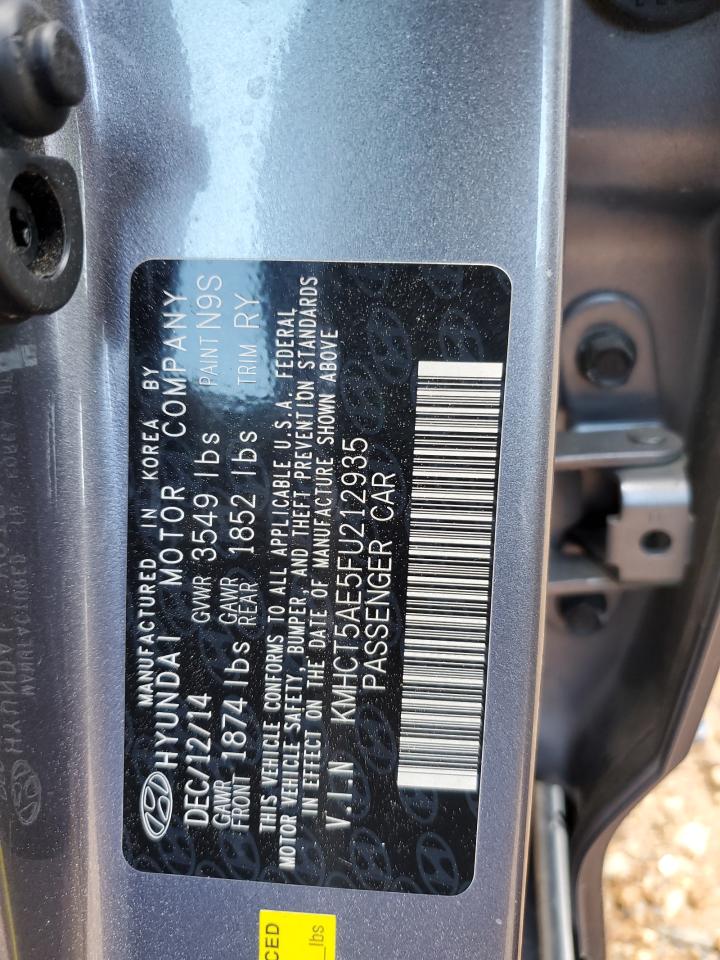 MANUFACTURED IN KOREA BY
HYUNDAI MOTOR COMPANY
DEC/12/14 GVWR 3549 lbs PAINT N9S
GAWR FRONT 1874 lbs GAWR REAR 1852 lbs TRIM RY
THIS VEHICLE CONFORMS TO ALL APPLICABLE U.S.A. FEDERAL
MOTOR VEHICLE SAFETY, BUMPER, AND THEFT PREVENTION STANDARDS
IN EFFECT ON THE DATE OF MANUFACTURE SHOWN ABOVE
V.I N KMHCT5AE5FU212935
PASSENGER CAR
CED
lbs